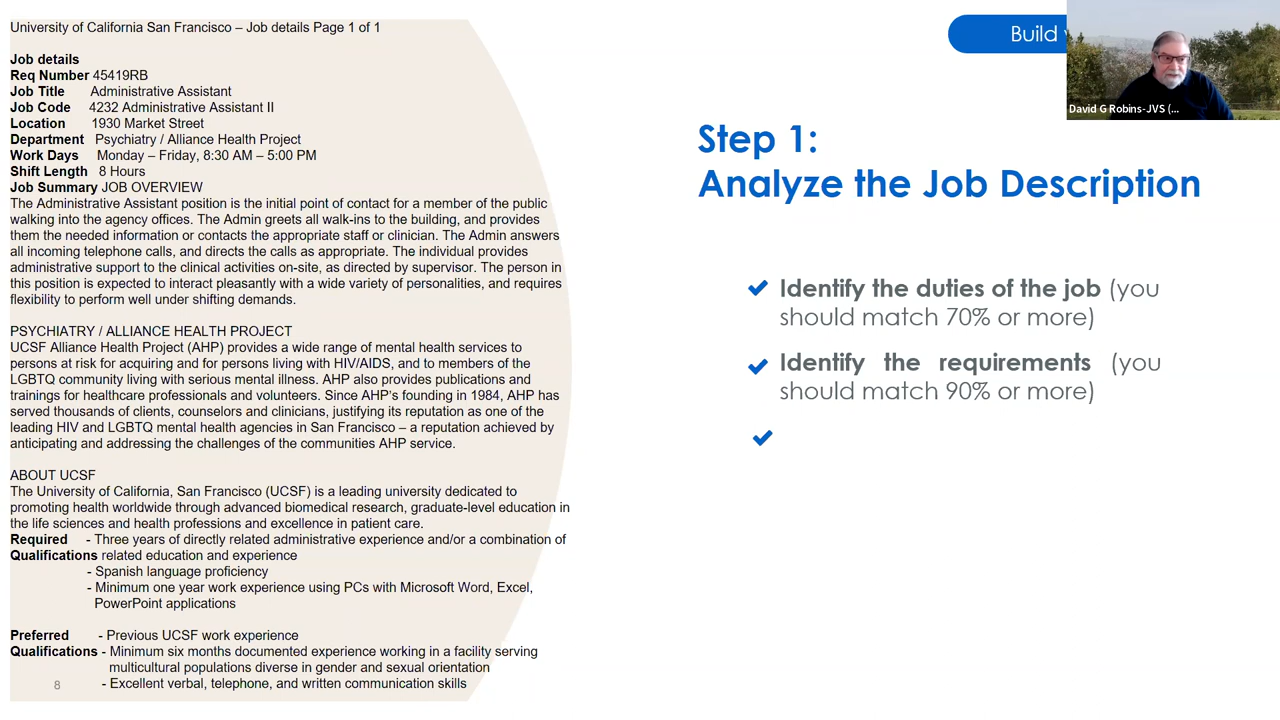 University of California San Francisco – Job details Page 1 of 1
Job details
Req Number 45419RB
Job Title Administrative Assistant
Job Code 4232 Administrative Assistant II
Location 1930 Market Street
Department Psychiatry / Alliance Health Project
Work Days Monday – Friday, 8:30 AM – 5:00 PM
Shift Length 8 Hours
Job Summary JOB OVERVIEW
The Administrative Assistant position is the initial point of contact for a member of the public
walking into the agency offices. The Admin greets all walk-ins to the building, and provides
them the needed information or contacts the appropriate staff or clinician. The Admin answers
all incoming telephone calls, and directs the calls as appropriate. The individual provides
administrative support to the clinical activities on-site, as directed by supervisor. The person in
this position is expected to interact pleasantly with a wide variety of personalities, and requires
flexibility to perform well under shifting demands.
PSYCHIATRY / ALLIANCE HEALTH PROJECT
UCSF Alliance Health Project (AHP) provides a wide range of mental health services to
persons at risk for acquiring and for persons living with HIV/AIDS, and to members of the
LGBTQ community living with serious mental illness. AHP also provides publications and
trainings for healthcare professionals and volunteers. Since AHP's founding in 1984, AHP has
served thousands of clients, counselors and clinicians, justifying its reputation as one of the
leading HIV and LGBTQ mental health agencies in San Francisco – a reputation achieved by
anticipating and addressing the challenges of the communities AHP service.
ABOUT UCSF
The University of California, San Francisco (UCSF) is a leading university dedicated to
promoting health worldwide through advanced biomedical research, graduate-level education in
the life sciences and health professions and excellence in patient care.
Required - Three years of directly related administrative experience and/or a combination of
Qualifications related education and experience
- Spanish language proficiency
- Minimum one year work experience using PCs with Microsoft Word, Excel,
PowerPoint applications
Preferred - Previous UCSF work experience
Qualifications - Minimum six months documented experience working in a facility serving
multicultural populations diverse in gender and sexual orientation
- Excellent verbal, telephone, and written communication skills
8
Build
David G Robins-JVS (...
Step 1:
Analyze the Job Description
Identify the duties of the job (you
should match 70% or more)
Identify the requirements (you
should match 90% or more)